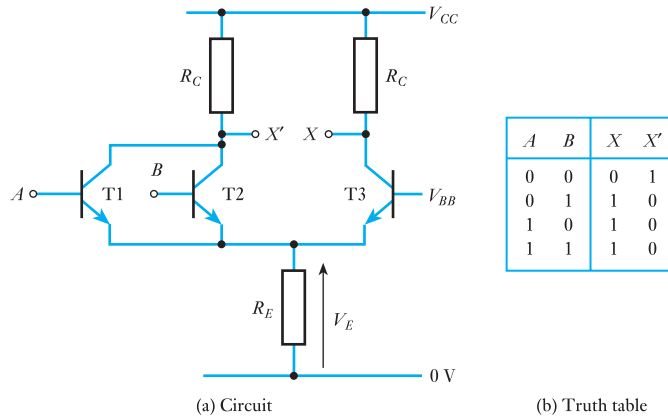 V_CC
R_C R_C
X′ X
A B T1 T2 T3 V_BB
R_E V_E
0 V
(a) Circuit
A B X X′
0 0 0 1
0 1 1 0
1 0 1 0
1 1 1 0
(b) Truth table